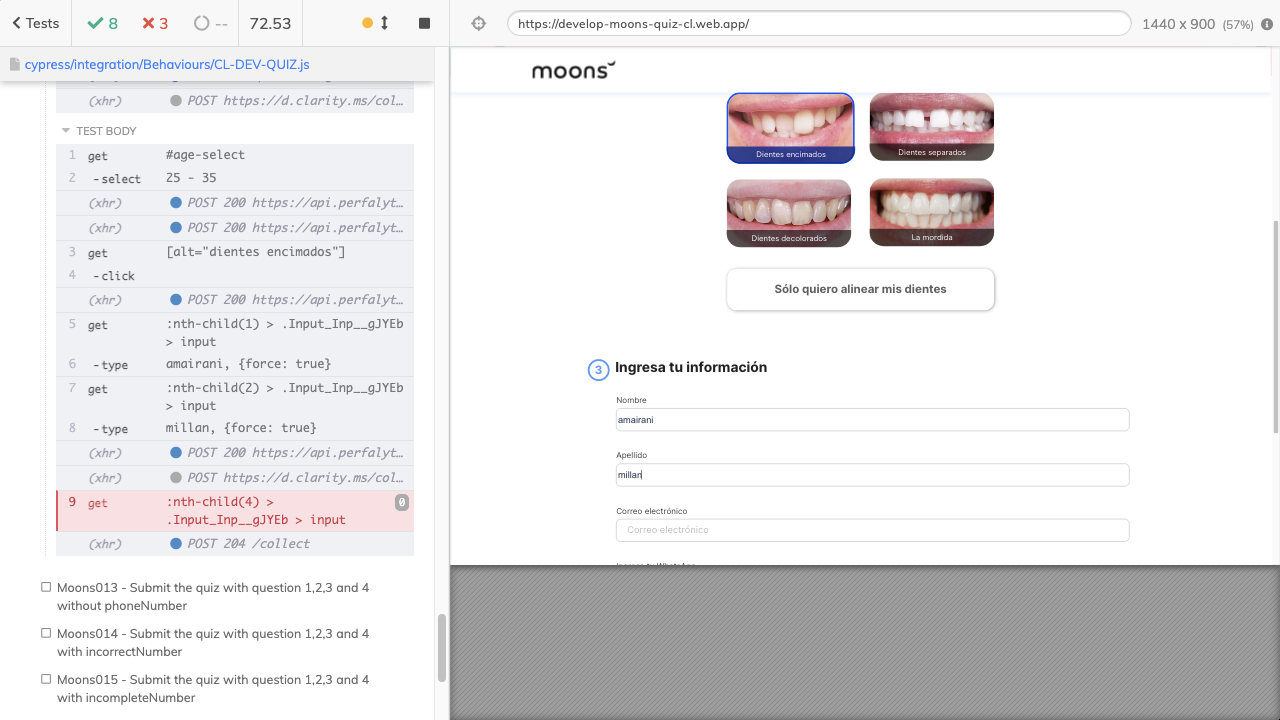 Tests
8
3
--
72.53
https://develop-moons-quiz-cl.web.app/
1440 x 900 (57%)
cypress/integration/Behaviours/CL-DEV-QUIZ.js
(xhr) POST https://d.clarity.ms/col…
TEST BODY
1 get #age-select
2 -select 25 - 35
(xhr) POST 200 https://api.perfalyt…
(xhr) POST 200 https://api.perfalyt…
3 get [alt="dientes encimados"]
4 -click
(xhr) POST 200 https://api.perfalyt…
5 get :nth-child(1) > .Input_Inp__gJYEb
> input
6 -type amairani, {force: true}
7 get :nth-child(2) > .Input_Inp__gJYEb
> input
8 -type millan, {force: true}
(xhr) POST 200 https://api.perfalyt…
(xhr) POST https://d.clarity.ms/col…
9 get :nth-child(4) > 0
.Input_Inp__gJYEb > input
(xhr) POST 204 /collect
Moons013 - Submit the quiz with question 1,2,3 and 4
without phoneNumber
Moons014 - Submit the quiz with question 1,2,3 and 4
with incorrectNumber
Moons015 - Submit the quiz with question 1,2,3 and 4
with incompleteNumber
moons
Dientes encimados
Dientes separados
Dientes decolorados
La mordida
Sólo quiero alinear mis dientes
3 Ingresa tu información
Nombre
amairani
Apellido
millan
Correo electrónico
Correo electrónico